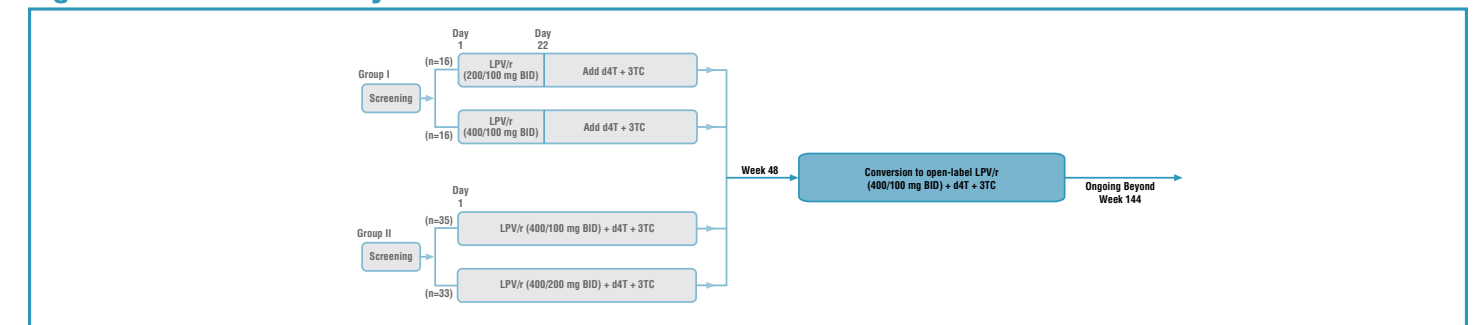 Day
1
Day
22
(n=16)
LPV/r
(200/100 mg BID)
Add d4T + 3TC
Group I
Screening
LPV/r
(400/100 mg BID)
Add d4T + 3TC
(n=16)
Week 48
Conversion to open-label LPV/r
(400/100 mg BID) + d4T + 3TC
Ongoing Beyond
Week 144
Day
1
(n=35)
LPV/r (400/100 mg BID) + d4T + 3TC
Group II
Screening
LPV/r (400/200 mg BID) + d4T + 3TC
(n=33)